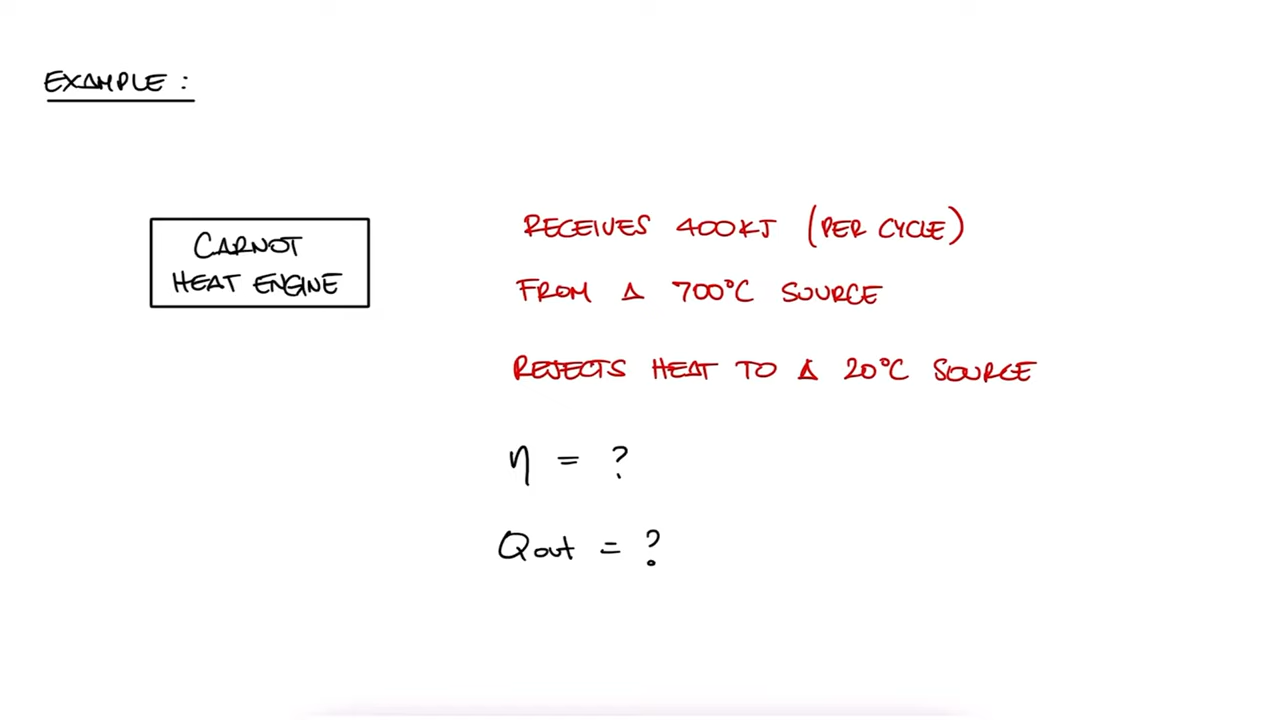 EXAMPLE :
CARNOT
HEAT ENGINE
RECEIVES 400KJ (PER CYCLE)
FROM A 700°C SOURCE
REJECTS HEAT TO A 20°C SOURCE
η = ?
Qout = ?